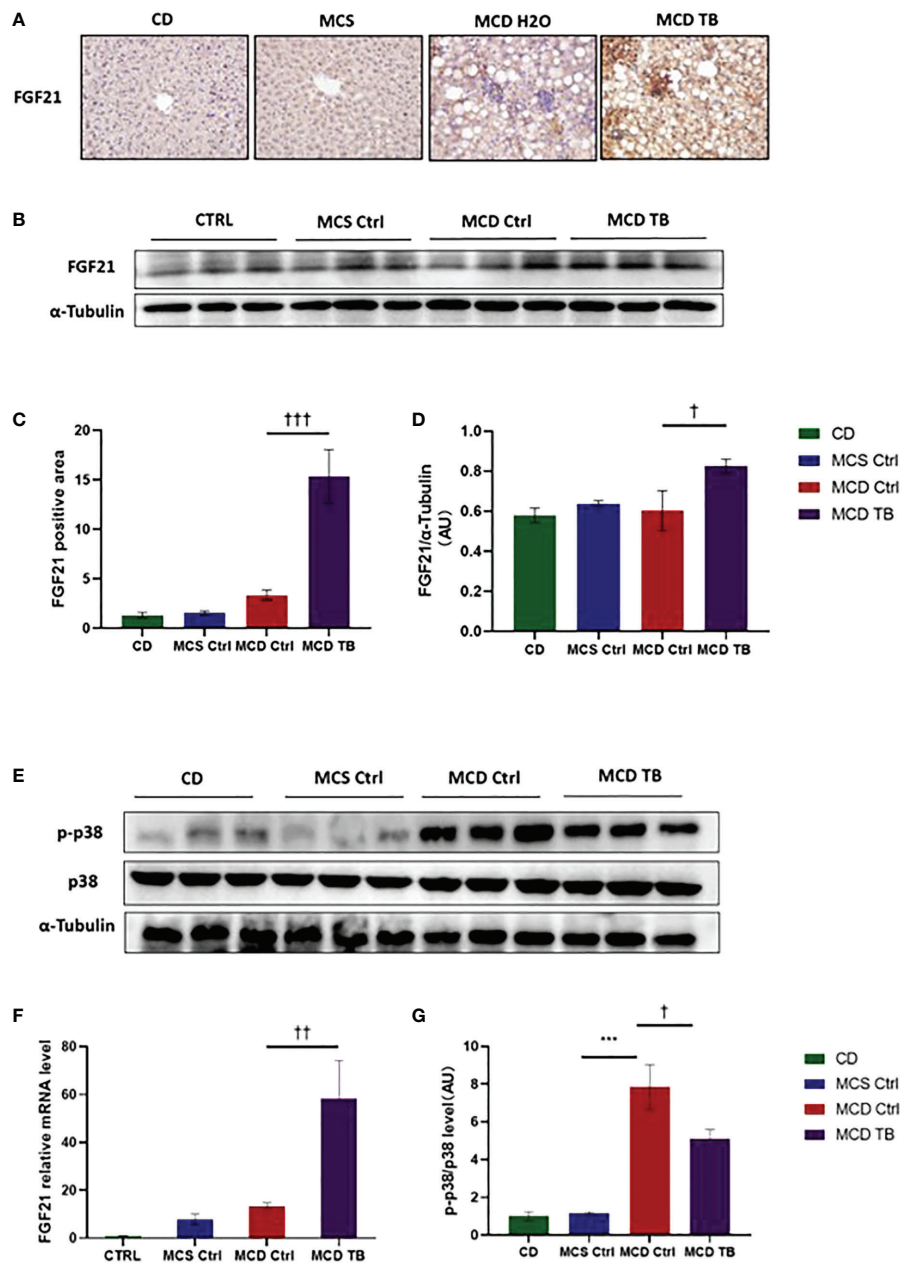 A
CD
MCS
MCD H2O
MCD TB
FGF21
B
CTRL
MCS Ctrl
MCD Ctrl
MCD TB
FGF21
α-Tubulin
C
FGF21 positive area
20
15
10
5
0
†††
CD
MCS Ctrl
MCD Ctrl
MCD TB
D
FGF21/α-Tubulin
(AU)
1.0
0.8
0.6
0.4
0.2
0.0
†
CD
MCS Ctrl
MCD Ctrl
MCD TB
CD
MCS Ctrl
MCD Ctrl
MCD TB
E
CD
MCS Ctrl
MCD Ctrl
MCD TB
p-p38
p38
α-Tubulin
F
FGF21 relative mRNA level
80
60
40
20
0
††
CTRL
MCS Ctrl
MCD Ctrl
MCD TB
G
p-p38/p38 level(AU)
10
8
6
4
2
0
***
†
CD
MCS Ctrl
MCD Ctrl
MCD TB
CD
MCS Ctrl
MCD Ctrl
MCD TB